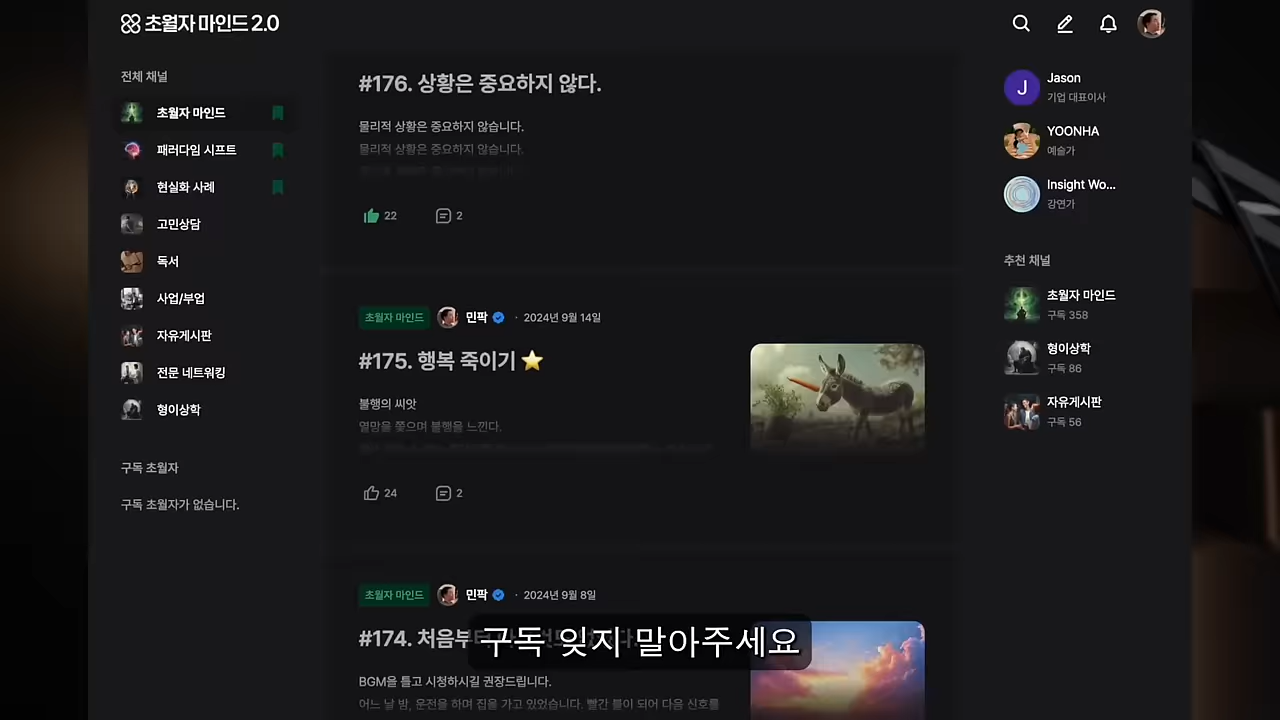 초월자 마인드 2.0
전체 채널
초월자 마인드
패러다임 시프트
현실화 사례
고민상담
독서
사업/부업
자유게시판
전문 네트워킹
형이상학
구독 초월자
구독 초월자가 없습니다.
#176. 상황은 중요하지 않다.
물리적 상황은 중요하지 않습니다.
물리적 상황은 중요하지 않습니다.
22
2
초월자 마인드 민팍 · 2024년 9월 14일
#175. 행복 죽이기 ⭐
불행의 씨앗
열망을 쫓으며 불행을 느낀다.
24
2
초월자 마인드 민팍 · 2024년 9월 8일
#174. 처음부
BGM을 틀고 시청하시길 권장드립니다.
어느 날 밤, 운전을 하며 집을 가고 있었습니다. 빨간 불이 되어 다음 신호를
구독 잊지 말아주세요
J
Jason
기업 대표이사
YOONHA
예술가
Insight Wo...
강연가
추천 채널
초월자 마인드
구독 358
형이상학
구독 86
자유게시판
구독 56